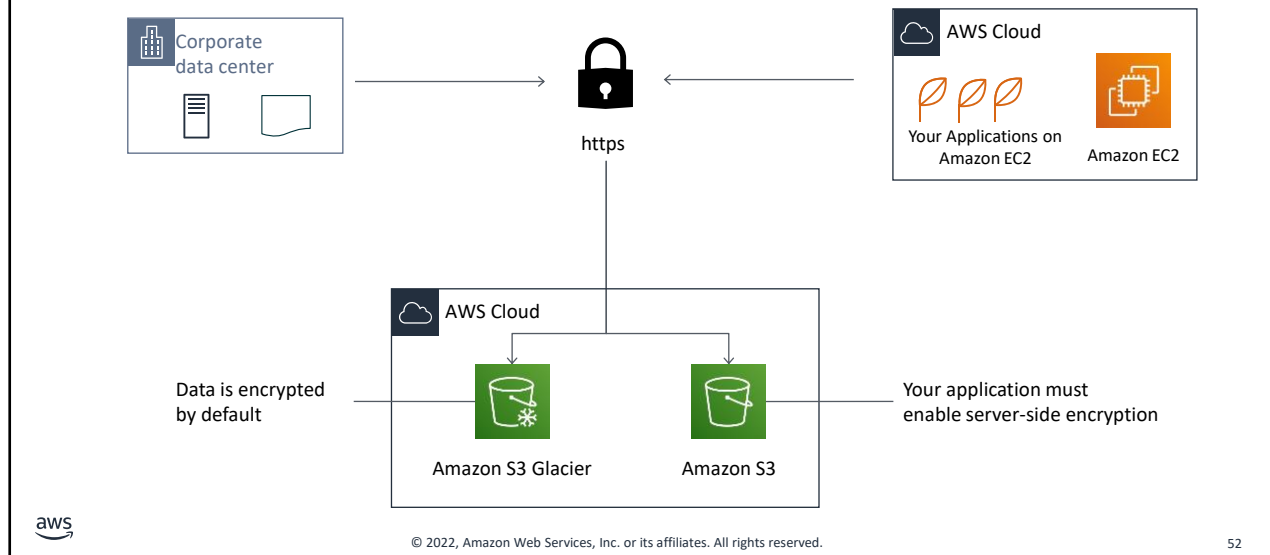 Corporate
data center
https
AWS Cloud
Your Applications on
Amazon EC2
Amazon EC2
AWS Cloud
Data is encrypted
by default
Your application must
enable server-side encryption
Amazon S3 Glacier
Amazon S3
aws
© 2022, Amazon Web Services, Inc. or its affiliates. All rights reserved.
52